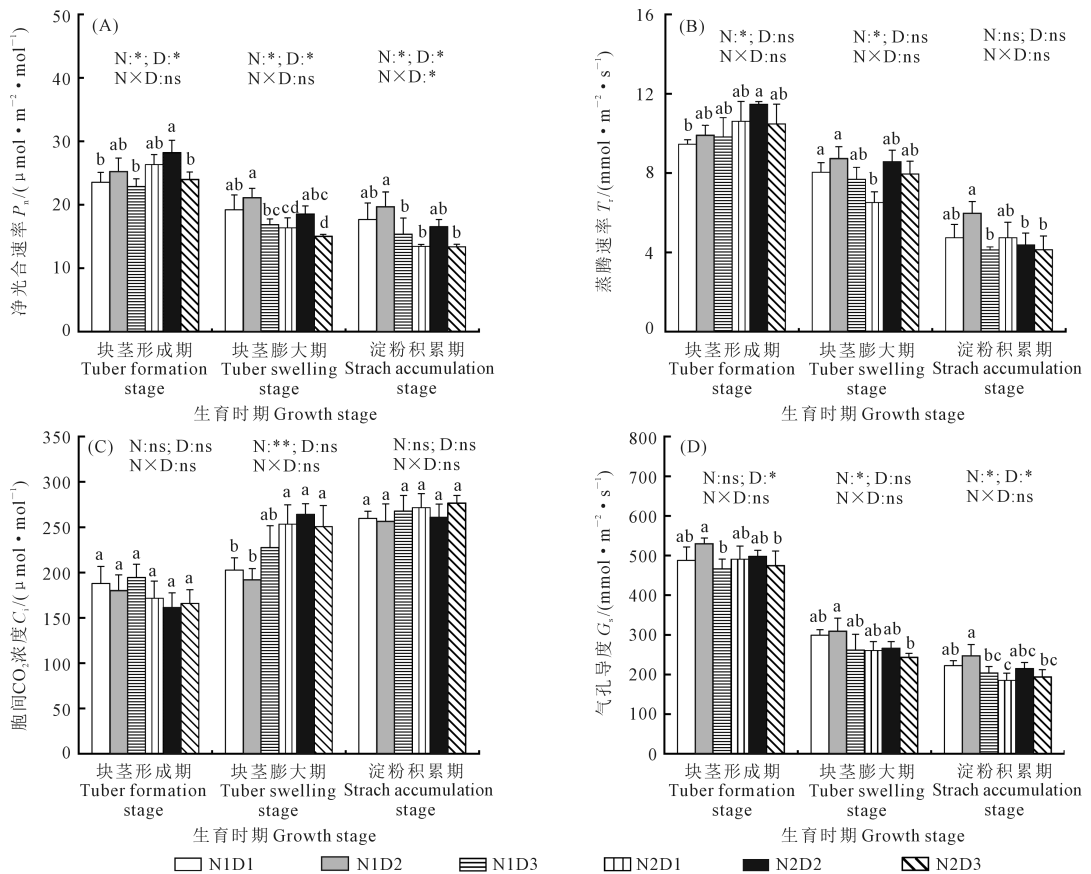 (A)
净光合速率 Pn/(μmol·m−2·mol−1)
50
40
30
20
10
0
N:*; D:*
N×D:ns
N:*; D:*
N×D:ns
N:*; D:*
N×D:*
b ab b ab a b
ab a bc cd abc d
ab a b b ab b
块茎形成期 块茎膨大期 淀粉积累期
Tuber formation Tuber swelling Strach accumulation
stage stage stage
生育时期 Growth stage
(B)
蒸腾速率 Tr/(mmol·m−2·s−1)
16
12
8
4
0
N:*; D:ns
N×D:ns
N:*; D:ns
N×D:ns
N:ns; D:ns
N×D:ns
b ab ab ab a ab
a a ab b ab ab
ab a b ab b b
块茎形成期 块茎膨大期 淀粉积累期
Tuber formation Tuber swelling Strach accumulation
stage stage stage
生育时期 Growth stage
(C)
胞间CO2浓度 Ci/(μmol·mol−1)
350
300
250
200
150
100
50
0
N:ns; D:ns
N×D:ns
N:**; D:ns
N×D:ns
N:ns; D:ns
N×D:ns
a a a a a a
b b ab a a a
a a a a a a
块茎形成期 块茎膨大期 淀粉积累期
Tuber formation Tuber swelling Strach accumulation
stage stage stage
生育时期 Growth stage
(D)
气孔导度 Gs/(mmol·m−2·s−1)
800
700
600
500
400
300
200
100
0
N:ns; D:*
N×D:ns
N:*; D:ns
N×D:ns
N:*; D:*
N×D:ns
ab a b ab ab b
ab a ab ab ab b
ab a bc c abc bc
块茎形成期 块茎膨大期 淀粉积累期
Tuber formation Tuber swelling Strach accumulation
stage stage stage
生育时期 Growth stage
N1D1 N1D2 N1D3 N2D1 N2D2 N2D3